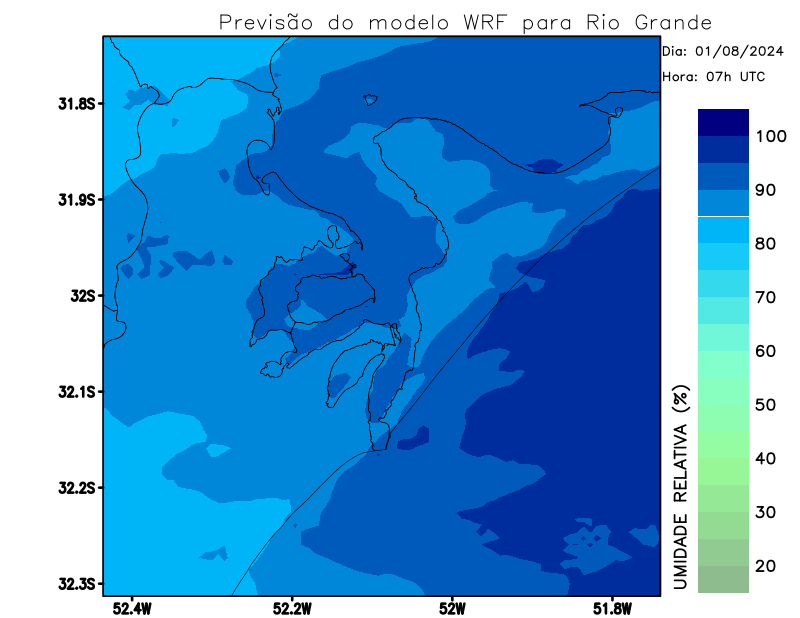 Previsão do modelo WRF para Rio Grande
Dia: 01/08/2024
Hora: 07h UTC
31.8S
31.9S
32S
32.1S
32.2S
32.3S
52.4W 52.2W 52W 51.8W
100
90
80
70
60
50
40
30
20
UMIDADE RELATIVA (%)